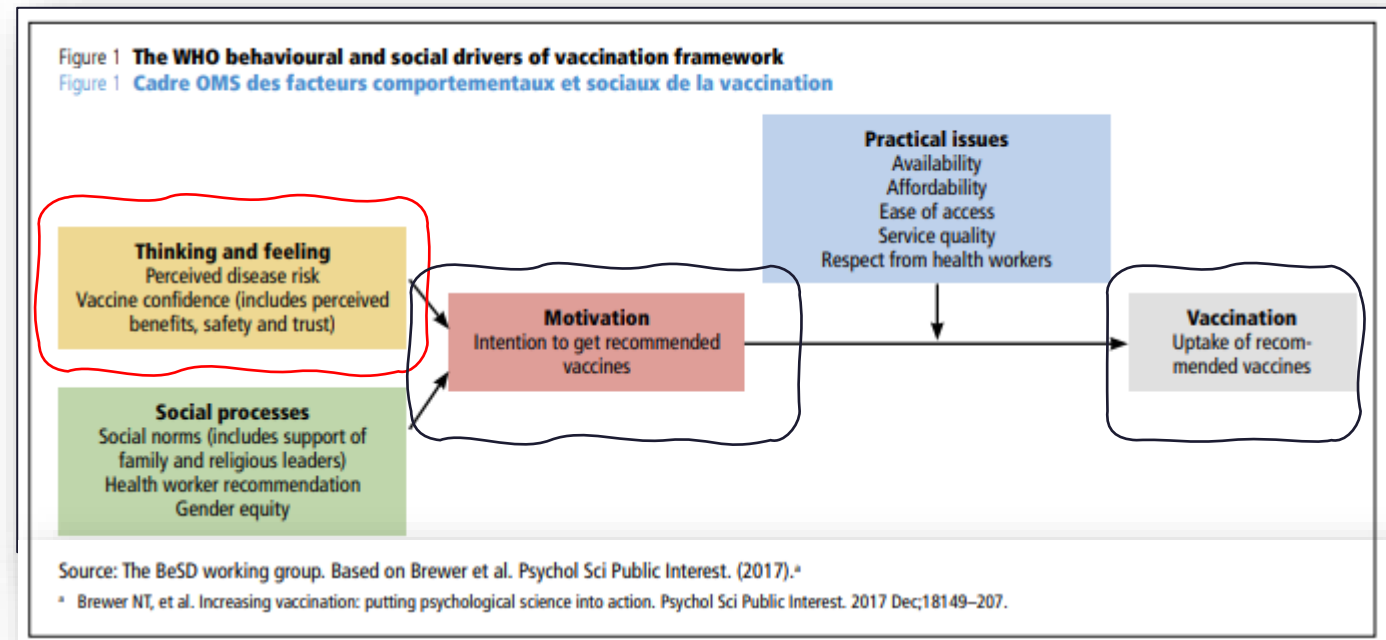 Figure 1 The WHO behavioural and social drivers of vaccination framework
Figure 1 Cadre OMS des facteurs comportementaux et sociaux de la vaccination
Practical issues
Availability
Affordability
Ease of access
Service quality
Respect from health workers
Thinking and feeling
Perceived disease risk
Vaccine confidence (includes perceived
benefits, safety and trust)
Motivation
Intention to get recommended
vaccines
Vaccination
Uptake of recom-
mended vaccines
Social processes
Social norms (includes support of
family and religious leaders)
Health worker recommendation
Gender equity
Source: The BeSD working group. Based on Brewer et al. Psychol Sci Public Interest. (2017).ᵃ
ᵃ Brewer NT, et al. Increasing vaccination: putting psychological science into action. Psychol Sci Public Interest. 2017 Dec;18149–207.